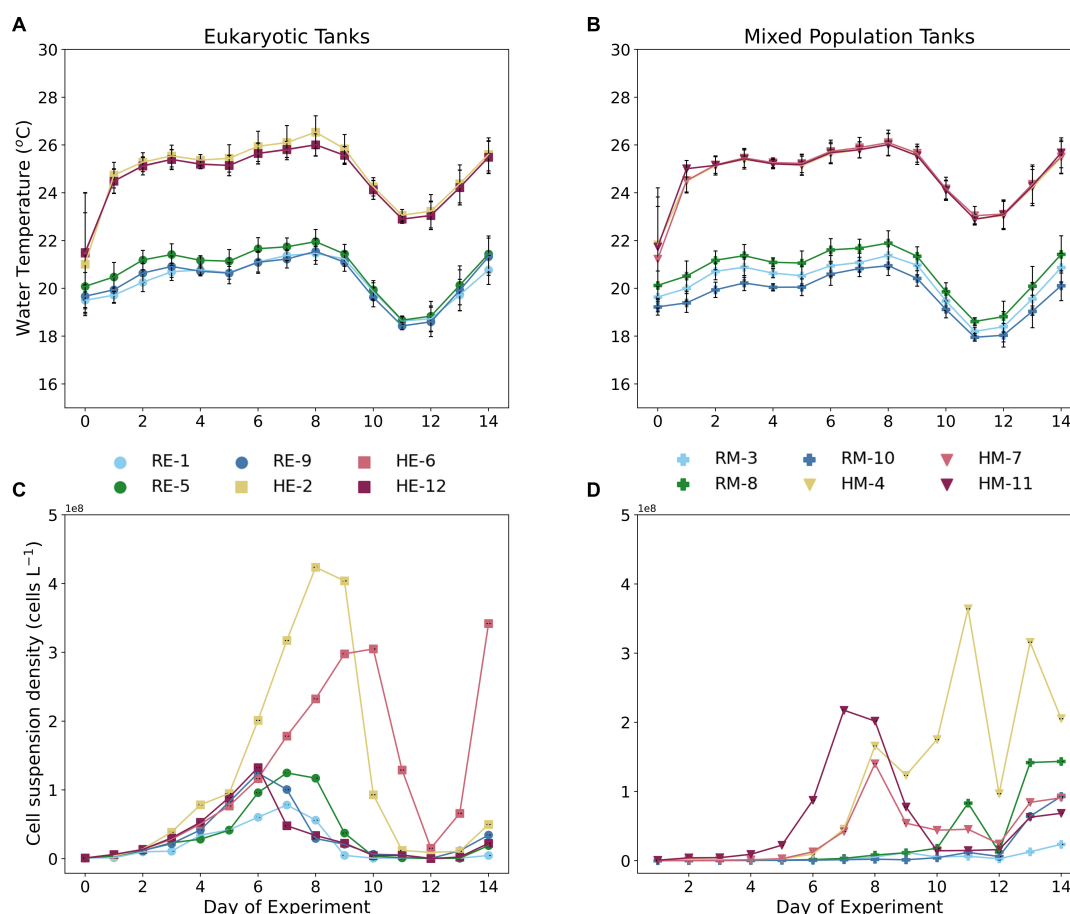 A
B
Eukaryotic Tanks
Mixed Population Tanks
Water Temperature (°C)
30
28
26
24
22
20
18
16
0 2 4 6 8 10 12 14
30
28
26
24
22
20
18
16
0 2 4 6 8 10 12 14
RE-1 RE-9 HE-6
RE-5 HE-2 HE-12
RM-3 RM-10 HM-7
RM-8 HM-4 HM-11
C
D
1e8
Cell suspension density (cells L⁻¹)
5
4
3
2
1
0
0 2 4 6 8 10 12 14
Day of Experiment
1e8
5
4
3
2
1
0
2 4 6 8 10 12 14
Day of Experiment